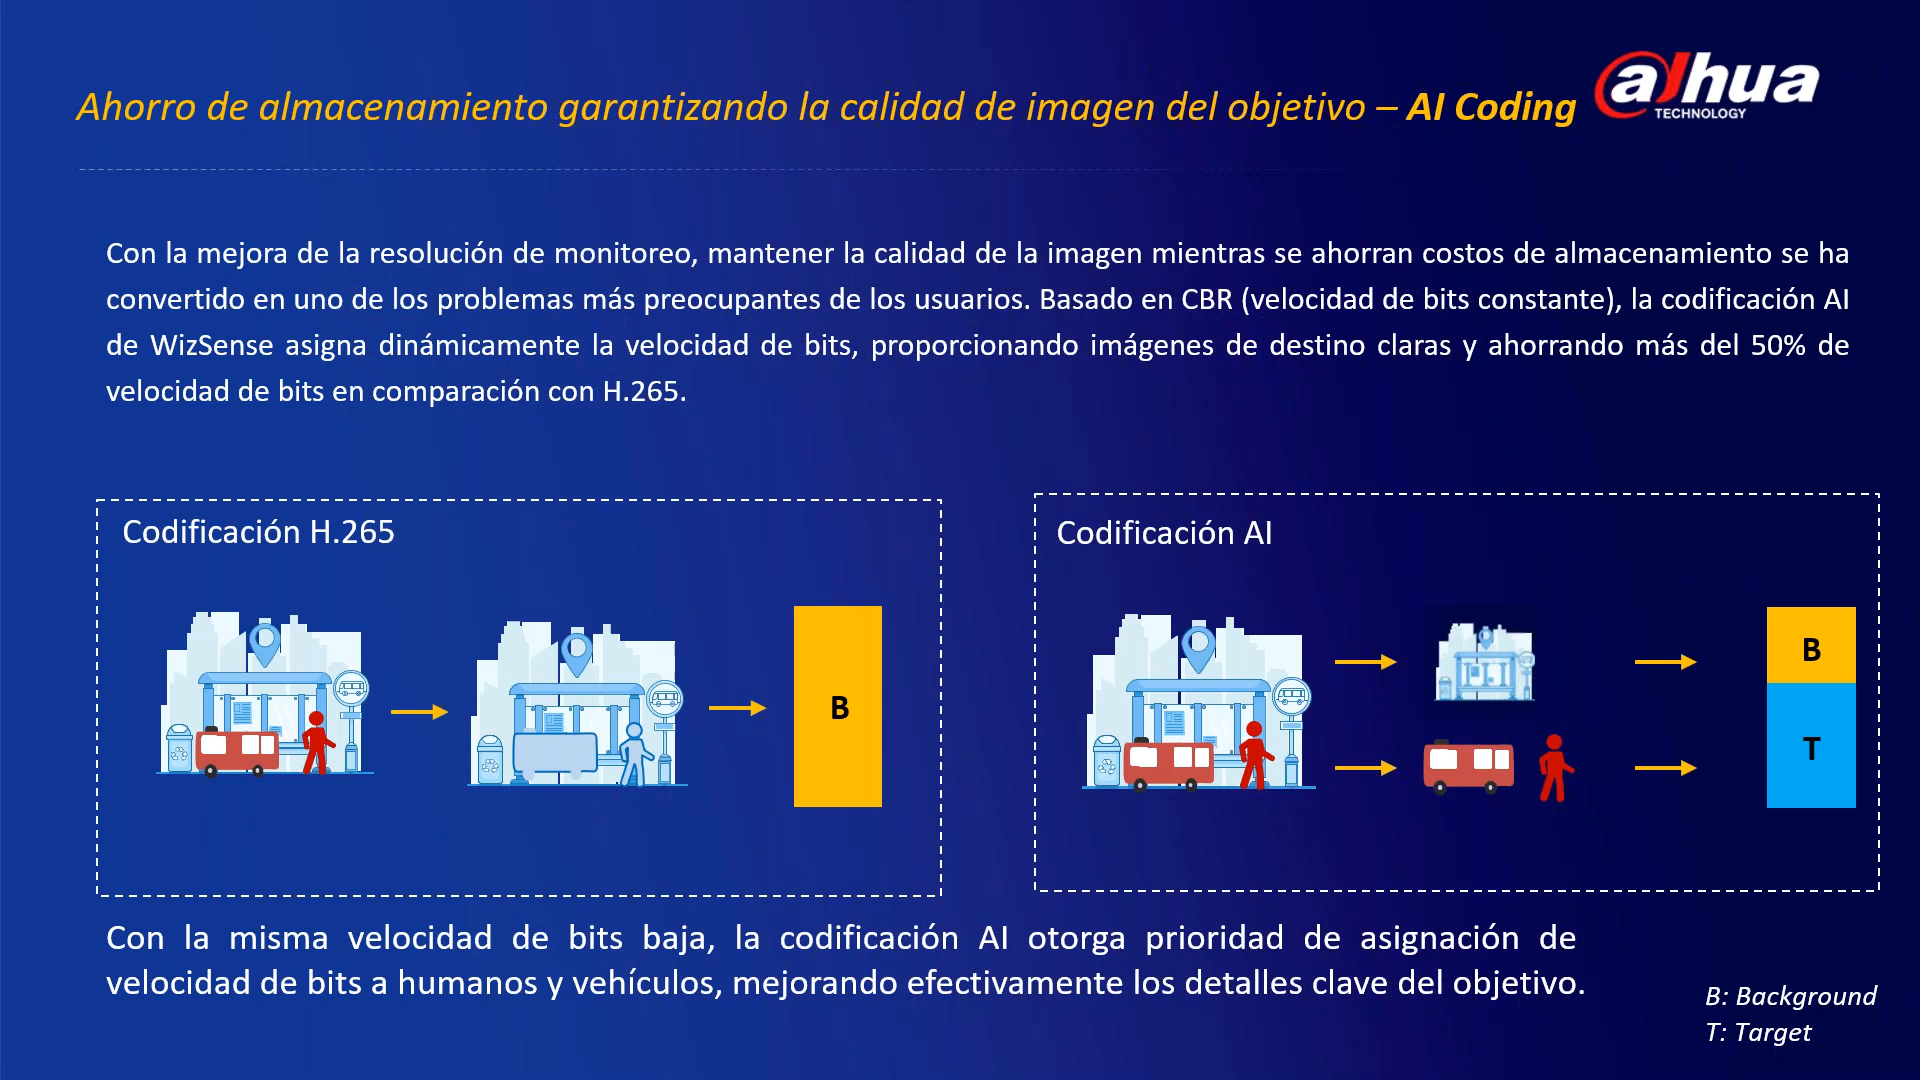 Ahorro de almacenamiento garantizando la calidad de imagen del objetivo – AI Coding
alhua
TECHNOLOGY
Con la mejora de la resolución de monitoreo, mantener la calidad de la imagen mientras se ahorran costos de almacenamiento se ha
convertido en uno de los problemas más preocupantes de los usuarios. Basado en CBR (velocidad de bits constante), la codificación AI
de WizSense asigna dinámicamente la velocidad de bits, proporcionando imágenes de destino claras y ahorrando más del 50% de
velocidad de bits en comparación con H.265.
Codificación H.265
B
Codificación AI
B
T
Con la misma velocidad de bits baja, la codificación AI otorga prioridad de asignación de
velocidad de bits a humanos y vehículos, mejorando efectivamente los detalles clave del objetivo.
B: Background
T: Target